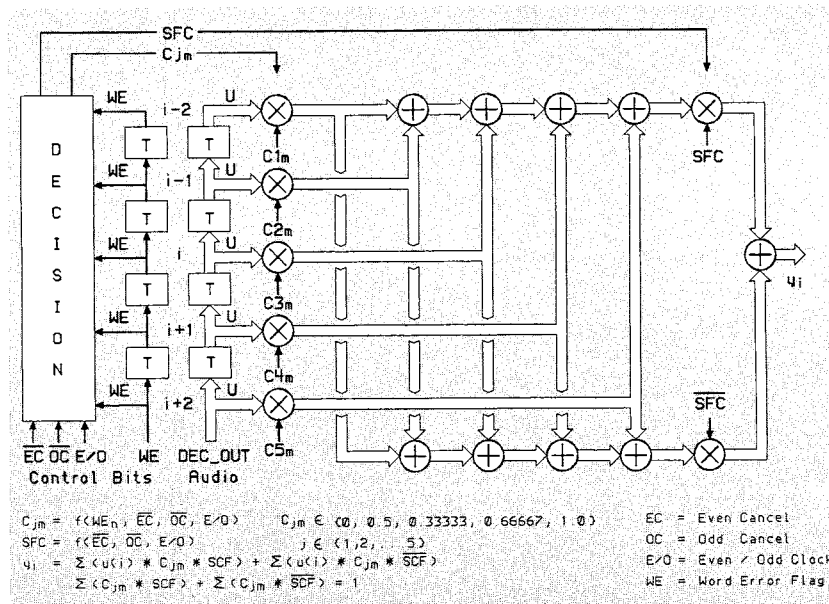 SFC
Cjm
WE
i-2
U
T
T
C1m
SFC
WE
i-1
U
T
T
C2m
WE
i
U
T
T
C3m
yi
WE
i+1
U
T
T
C4m
WE
i+2
U
C5m
SFC
DECISION
EC OC E/O WE DEC_OUT
Control Bits Audio
Cjm = f(WEn, EC, OC, E/O) Cjm ∈ (0, 0.5, 0.33333, 0.66667, 1.0) EC = Even Cancel
SFC = f(EC, OC, E/O) j ∈ (1,2,.. 5) OC = Odd Cancel
yi = Σ(u(i) * Cjm * SCF) + Σ(u(i) * Cjm * SCF) E/O = Even / Odd Clock
Σ(Cjm * SCF) + Σ(Cjm * SCF) = 1 WE = Word Error Flag